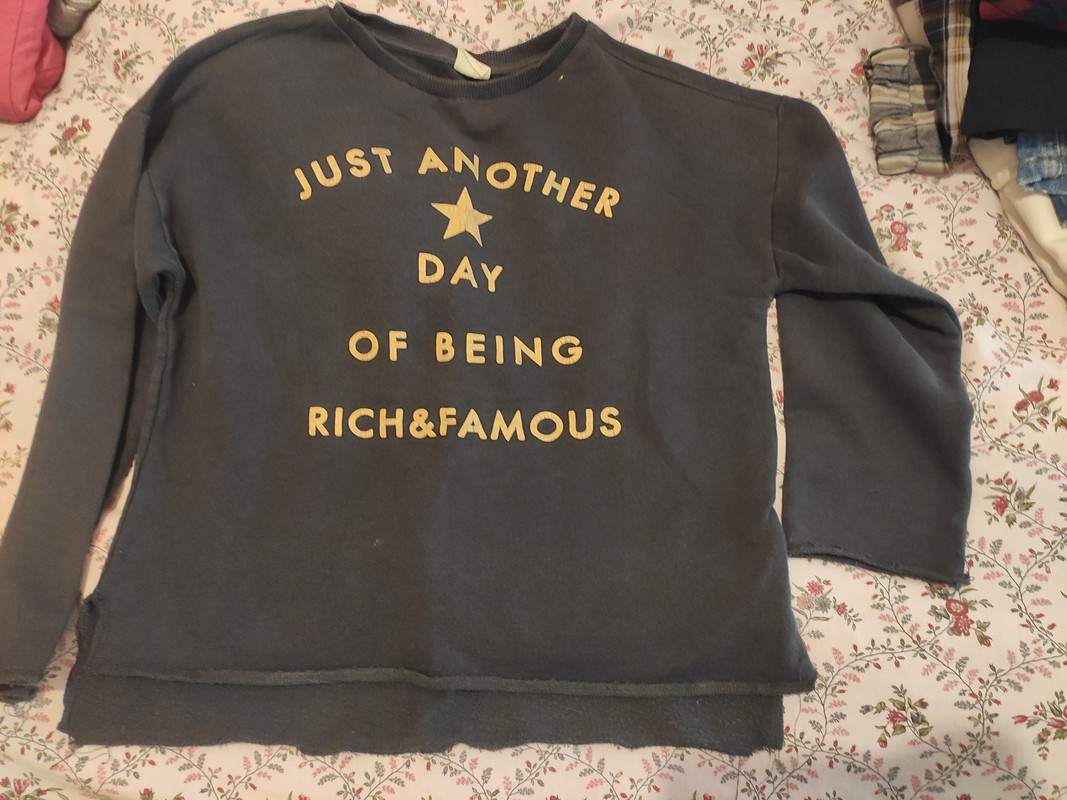 JUST ANOTHER
DAY
OF BEING
RICH&FAMOUS